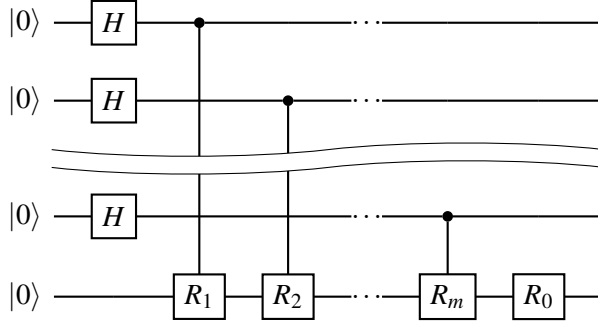 |0⟩ H · · ·
|0⟩ H · · ·
|0⟩ H · · ·
|0⟩ R₁ R₂ · · · Rₘ R₀